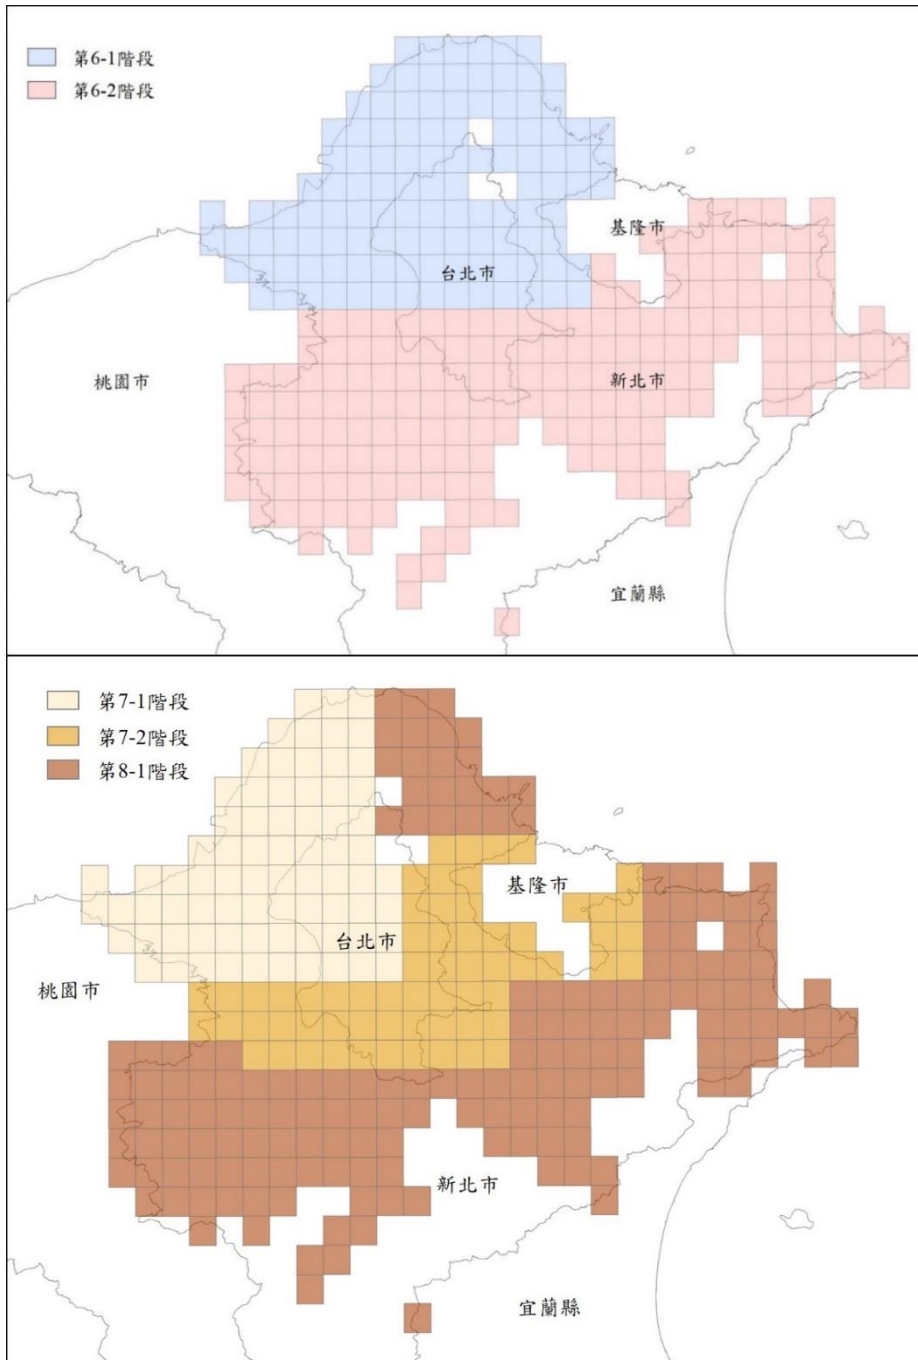 第6-1階段
第6-2階段
基隆市
台北市
桃園市
新北市
宜蘭縣
第7-1階段
第7-2階段
第8-1階段
基隆市
台北市
桃園市
新北市
宜蘭縣